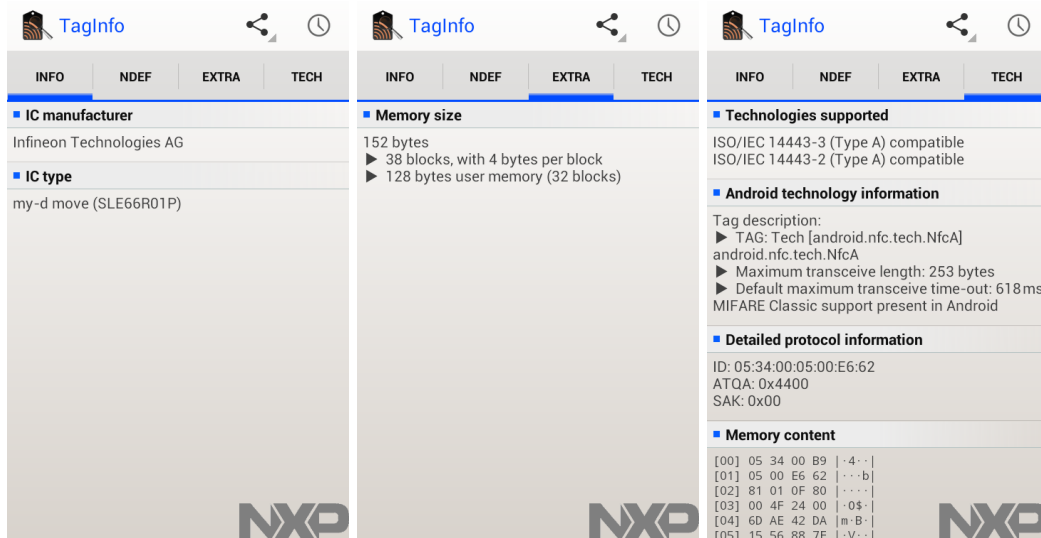 TagInfo
INFO NDEF EXTRA TECH
IC manufacturer
Infineon Technologies AG
IC type
my-d move (SLE66R01P)
NXP
TagInfo
INFO NDEF EXTRA TECH
Memory size
152 bytes
▶ 38 blocks, with 4 bytes per block
▶ 128 bytes user memory (32 blocks)
NXP
TagInfo
INFO NDEF EXTRA TECH
Technologies supported
ISO/IEC 14443-3 (Type A) compatible
ISO/IEC 14443-2 (Type A) compatible
Android technology information
Tag description:
▶ TAG: Tech [android.nfc.tech.NfcA]
android.nfc.tech.NfcA
▶ Maximum transceive length: 253 bytes
▶ Default maximum transceive time-out: 618 ms
MIFARE Classic support present in Android
Detailed protocol information
ID: 05:34:00:05:00:E6:62
ATQA: 0x4400
SAK: 0x00
Memory content
[00] 05 34 00 B9 |·4··|
[01] 05 00 E6 62 |···b|
[02] 81 01 0F 80 |····|
[03] 00 4F 24 00 |·O$·|
[04] 6D AE 42 DA |m·B·|
[05] 15 56 88 7E |·V··|
NXP